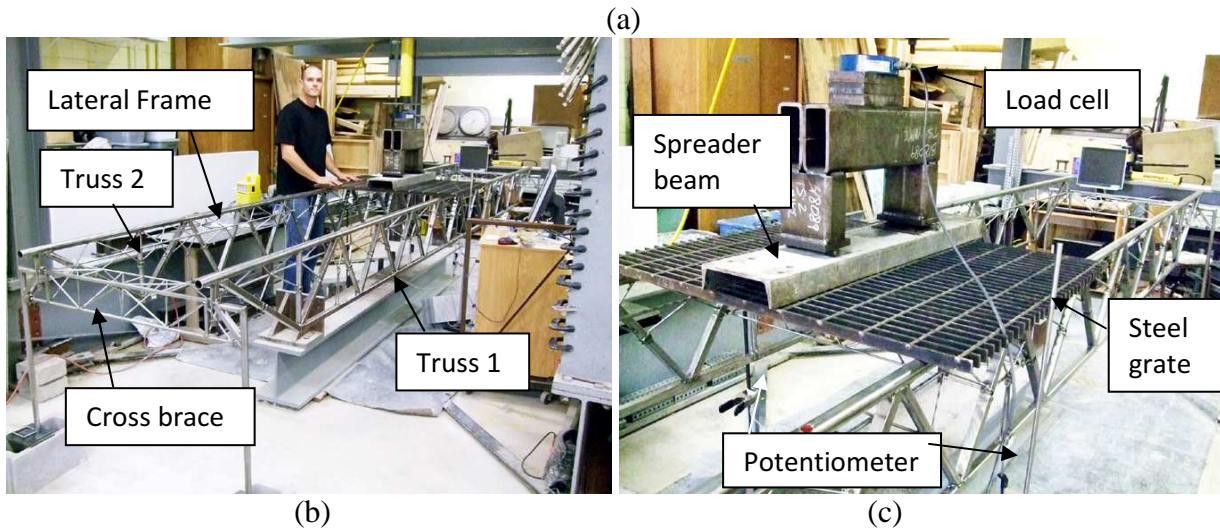 (a)
Lateral Frame
Truss 2
Truss 1
Cross brace
Load cell
Spreader
beam
Steel
grate
Potentiometer
(b)
(c)